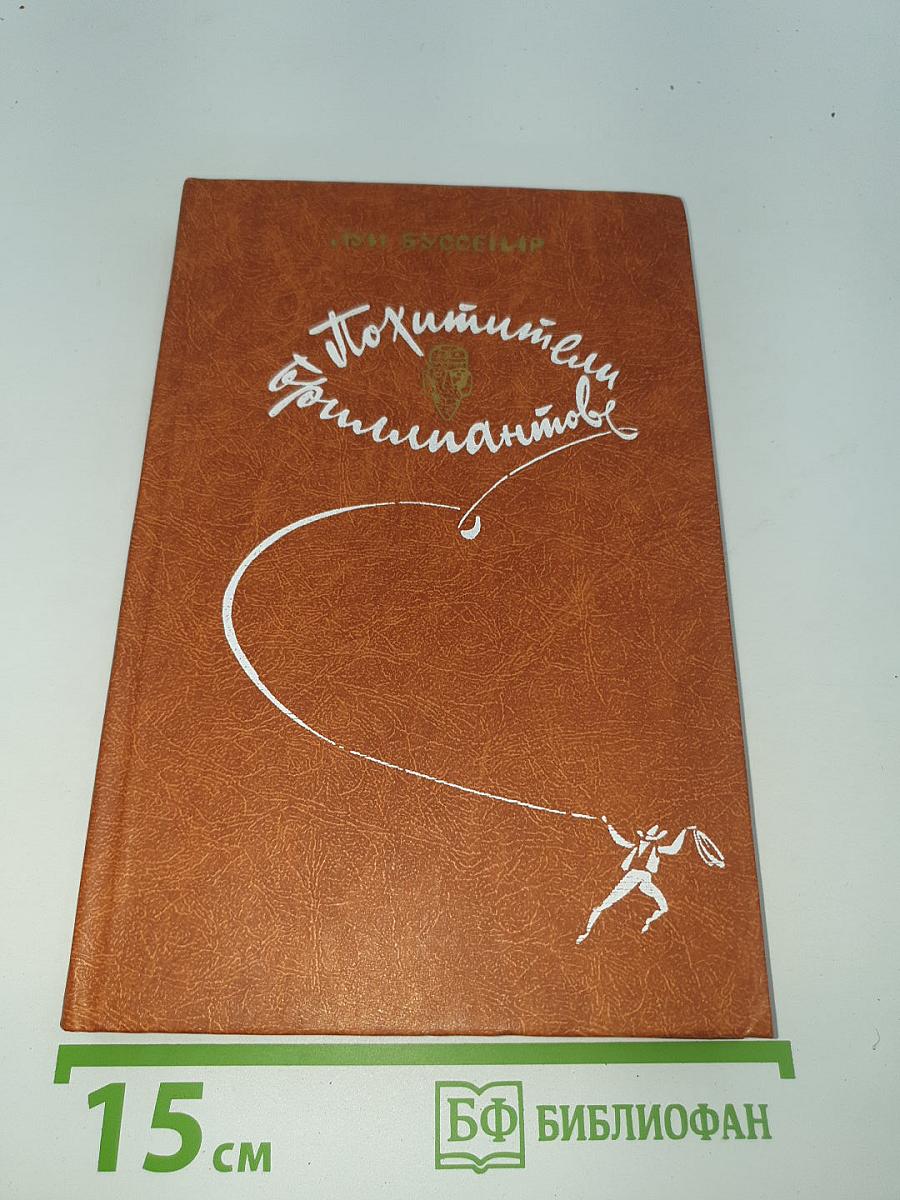 ЛУИ БУССЕНАР
Похитители
бриллиантов
15 см
БФ БИБЛИОФАН